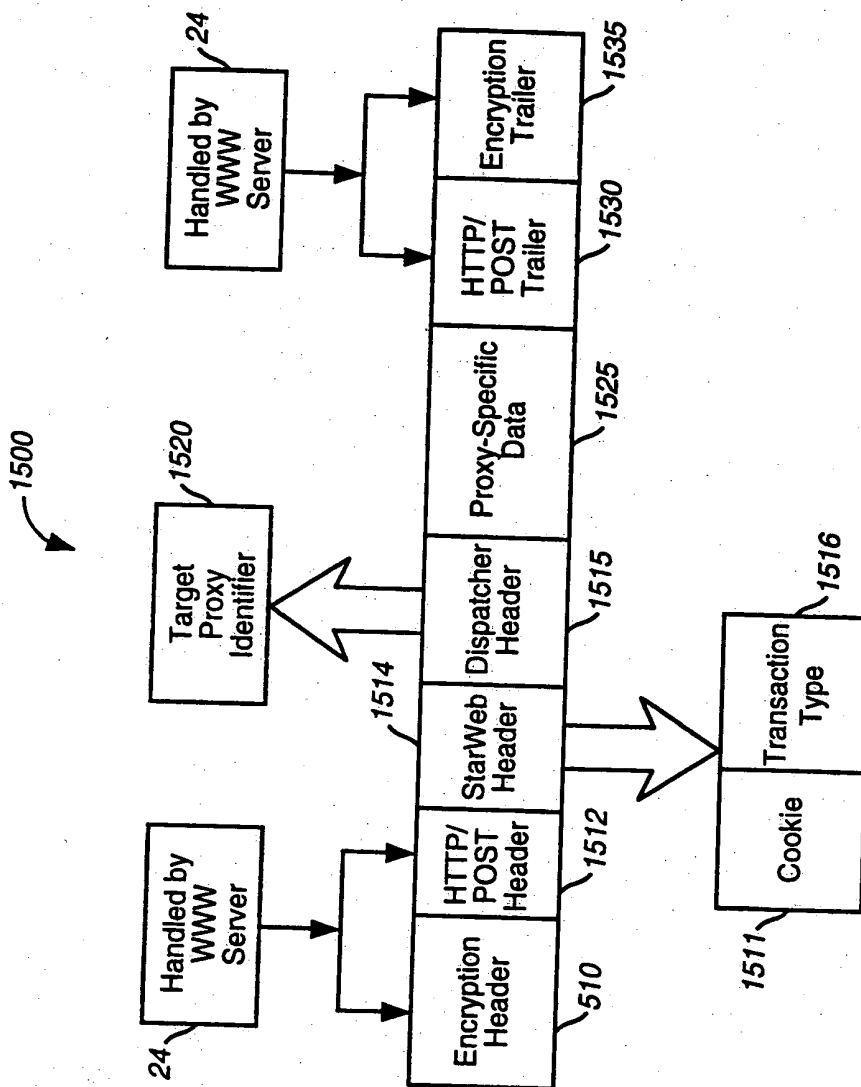 1500
24
Handled by
WWW
Server
1520
Target
Proxy
Identifier
Handled by
WWW
Server
24
1514
Encryption
Header
HTTP/
POST
Header
StarWeb
Header
Dispatcher
Header
Proxy-Specific
Data
HTTP/
POST
Trailer
Encryption
Trailer
510
1512
1515
1525
1530
1535
1511
Cookie
Transaction
Type
1516